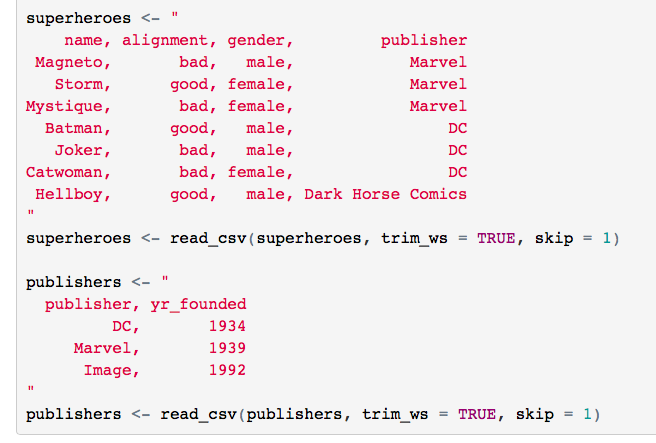 superheroes <- "
    name, alignment, gender,         publisher
 Magneto,       bad,   male,            Marvel
   Storm,      good, female,            Marvel
Mystique,       bad, female,            Marvel
  Batman,      good,   male,                DC
   Joker,       bad,   male,                DC
Catwoman,       bad, female,                DC
 Hellboy,      good,   male, Dark Horse Comics
"
superheroes <- read_csv(superheroes, trim_ws = TRUE, skip = 1)

publishers <- "
  publisher, yr_founded
         DC,       1934
     Marvel,       1939
      Image,       1992
"
publishers <- read_csv(publishers, trim_ws = TRUE, skip = 1)